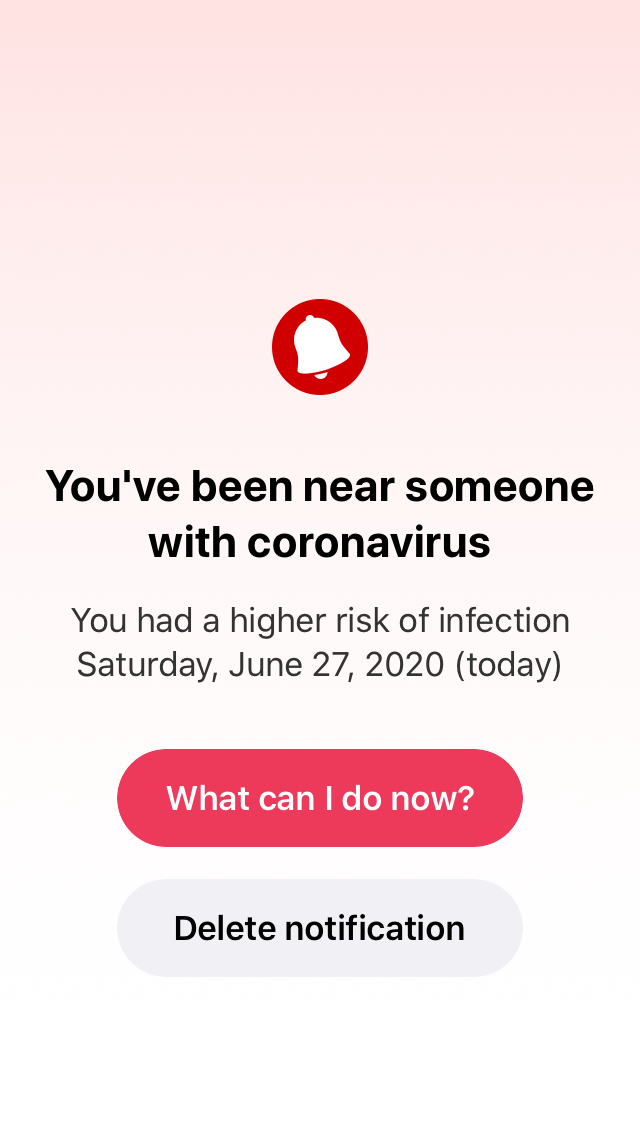 You've been near someone
with coronavirus
You had a higher risk of infection
Saturday, June 27, 2020 (today)
What can I do now?
Delete notification